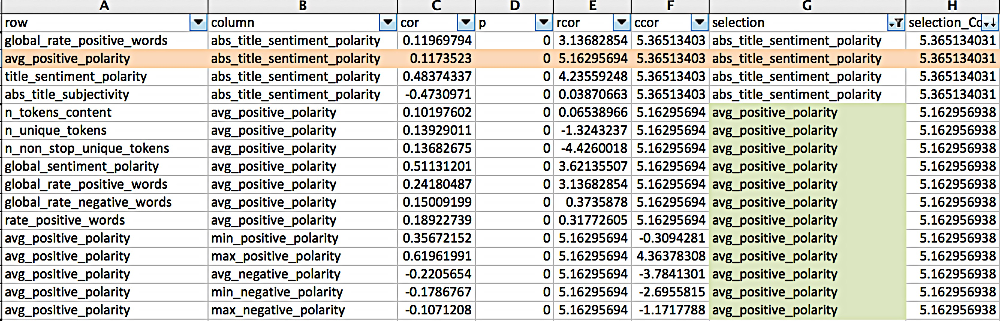 A B C D E F G H
row column cor p rcor ccor selection selection_Co
global_rate_positive_words abs_title_sentiment_polarity 0.11969794 0 3.13682854 5.36513403 abs_title_sentiment_polarity 5.365134031
avg_positive_polarity abs_title_sentiment_polarity 0.1173523 0 5.16295694 5.36513403 abs_title_sentiment_polarity 5.365134031
title_sentiment_polarity abs_title_sentiment_polarity 0.48374337 0 4.23559248 5.36513403 abs_title_sentiment_polarity 5.365134031
abs_title_subjectivity abs_title_sentiment_polarity -0.4730971 0 0.03870663 5.36513403 abs_title_sentiment_polarity 5.365134031
n_tokens_content avg_positive_polarity 0.10197602 0 0.06538966 5.16295694 avg_positive_polarity 5.162956938
n_unique_tokens avg_positive_polarity 0.13929011 0 -1.3243237 5.16295694 avg_positive_polarity 5.162956938
n_non_stop_unique_tokens avg_positive_polarity 0.13682675 0 -4.4260018 5.16295694 avg_positive_polarity 5.162956938
global_sentiment_polarity avg_positive_polarity 0.51131201 0 3.62135507 5.16295694 avg_positive_polarity 5.162956938
global_rate_positive_words avg_positive_polarity 0.24180487 0 3.13682854 5.16295694 avg_positive_polarity 5.162956938
global_rate_negative_words avg_positive_polarity 0.15009199 0 0.3735878 5.16295694 avg_positive_polarity 5.162956938
rate_positive_words avg_positive_polarity 0.18922739 0 0.31772605 5.16295694 avg_positive_polarity 5.162956938
avg_positive_polarity min_positive_polarity 0.35672152 0 5.16295694 -0.3094281 avg_positive_polarity 5.162956938
avg_positive_polarity max_positive_polarity 0.61961991 0 5.16295694 4.36378308 avg_positive_polarity 5.162956938
avg_positive_polarity avg_negative_polarity -0.2205654 0 5.16295694 -3.7841301 avg_positive_polarity 5.162956938
avg_positive_polarity min_negative_polarity -0.1786767 0 5.16295694 -2.6955815 avg_positive_polarity 5.162956938
avg_positive_polarity max_negative_polarity -0.1071208 0 5.16295694 -1.1717788 avg_positive_polarity 5.162956938